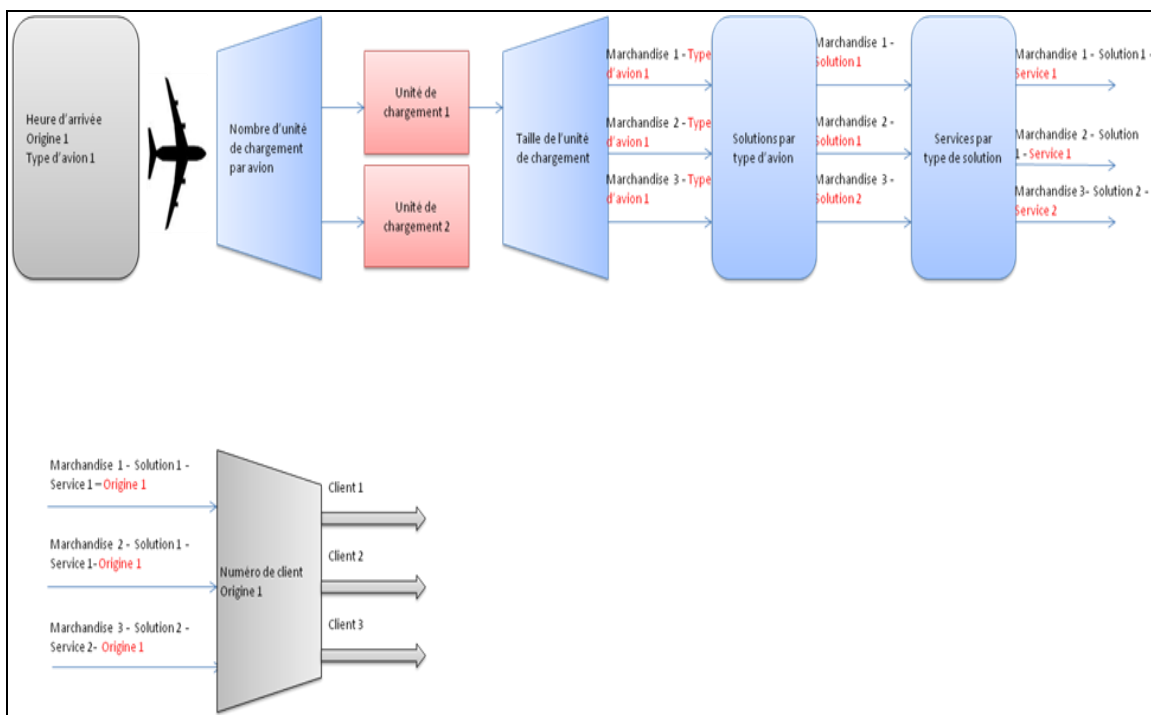 Heure d'arrivée
Origine 1
Type d'avion 1
Nombre d'unité
de chargement
par avion
Unité de
chargement 1
Unité de
chargement 2
Taille de l'unité
de chargement
Marchandise 1 - Type
d'avion 1
Marchandise 2 - Type
d'avion 1
Marchandise 3 - Type
d'avion 1
Solutions par
type d'avion
Marchandise 1 -
Solution 1
Marchandise 2 -
Solution 1
Marchandise 3 -
Solution 2
Services par
type de solution
Marchandise 1 - Solution 1 -
Service 1
Marchandise 2 - Solution
1 - Service 1
Marchandise 3- Solution 2 -
Service 2
Marchandise 1 - Solution 1 -
Service 1 – Origine 1
Marchandise 2 - Solution 1 -
Service 1- Origine 1
Marchandise 3 - Solution 2 -
Service 2- Origine 1
Numéro de client
Origine 1
Client 1
Client 2
Client 3